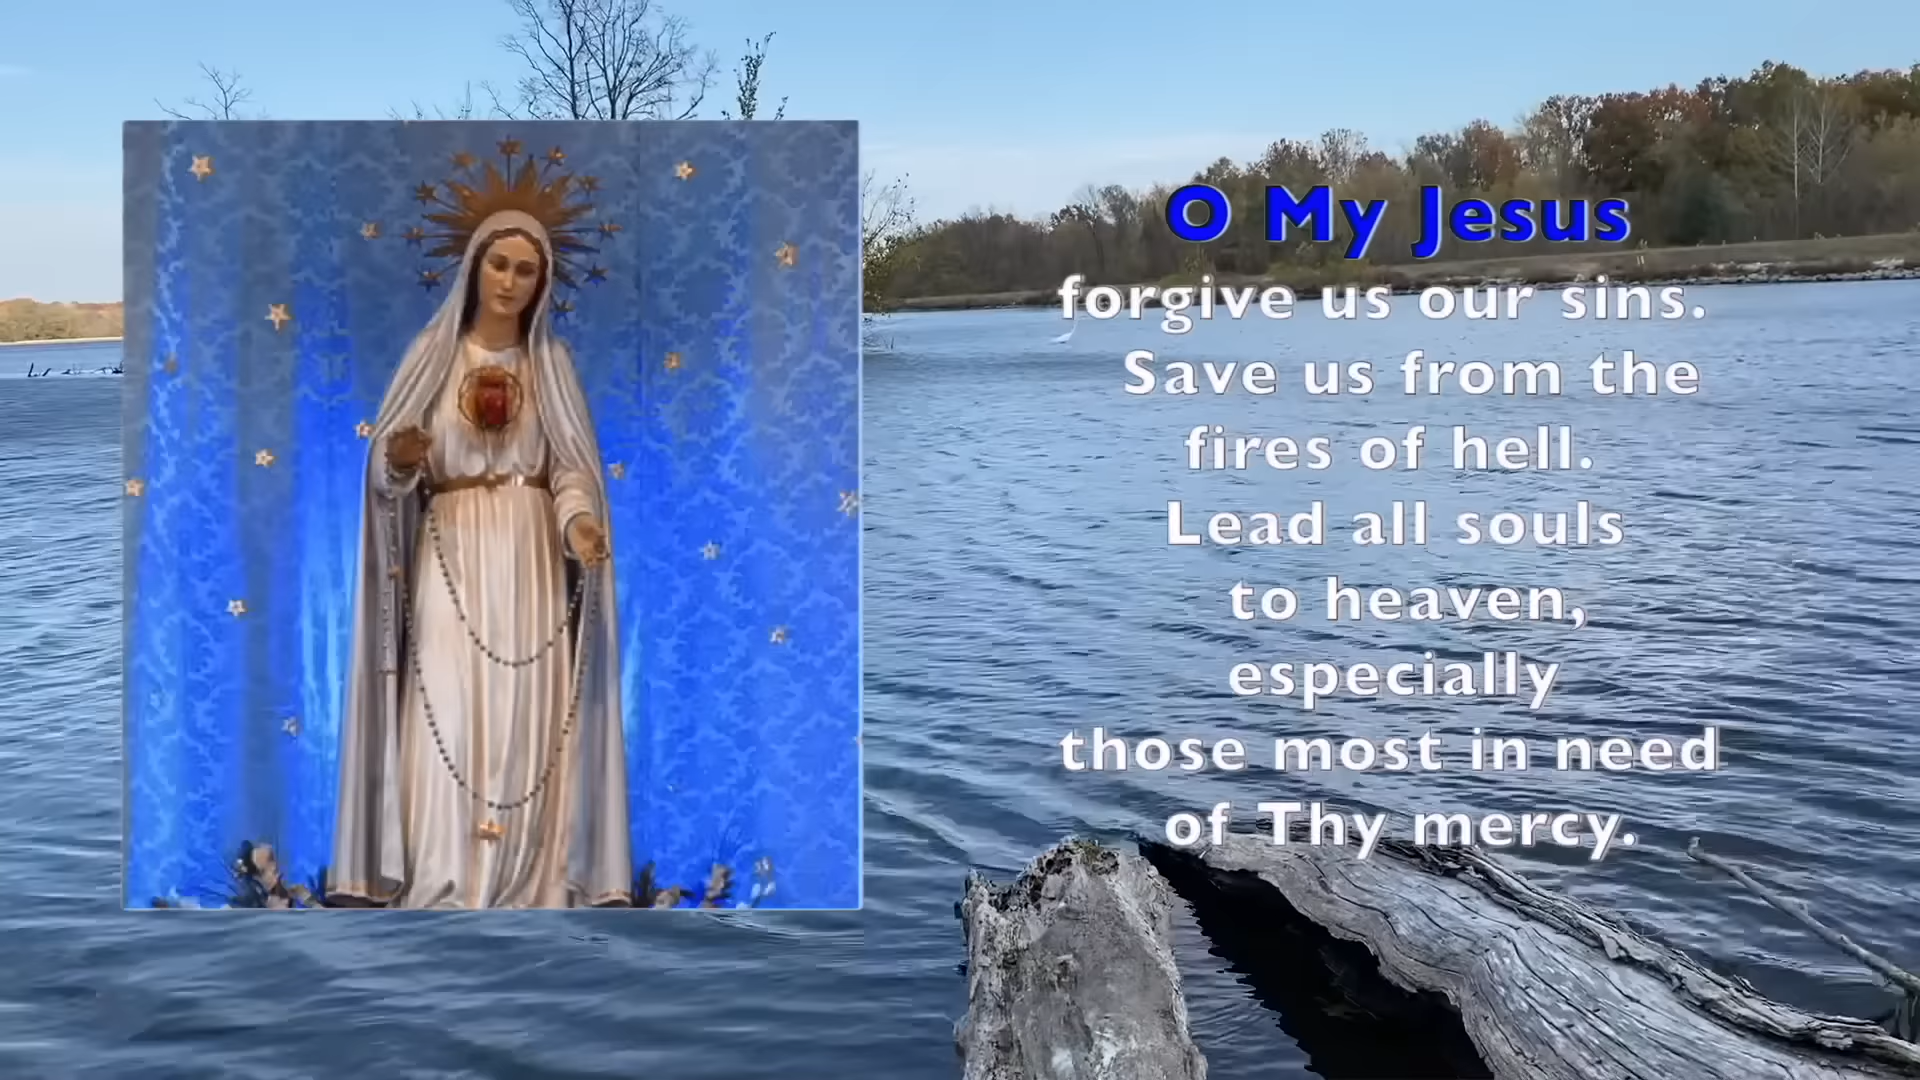 O My Jesus
forgive us our sins.
Save us from the
fires of hell.
Lead all souls
to heaven,
especially
those most in need
of Thy mercy.